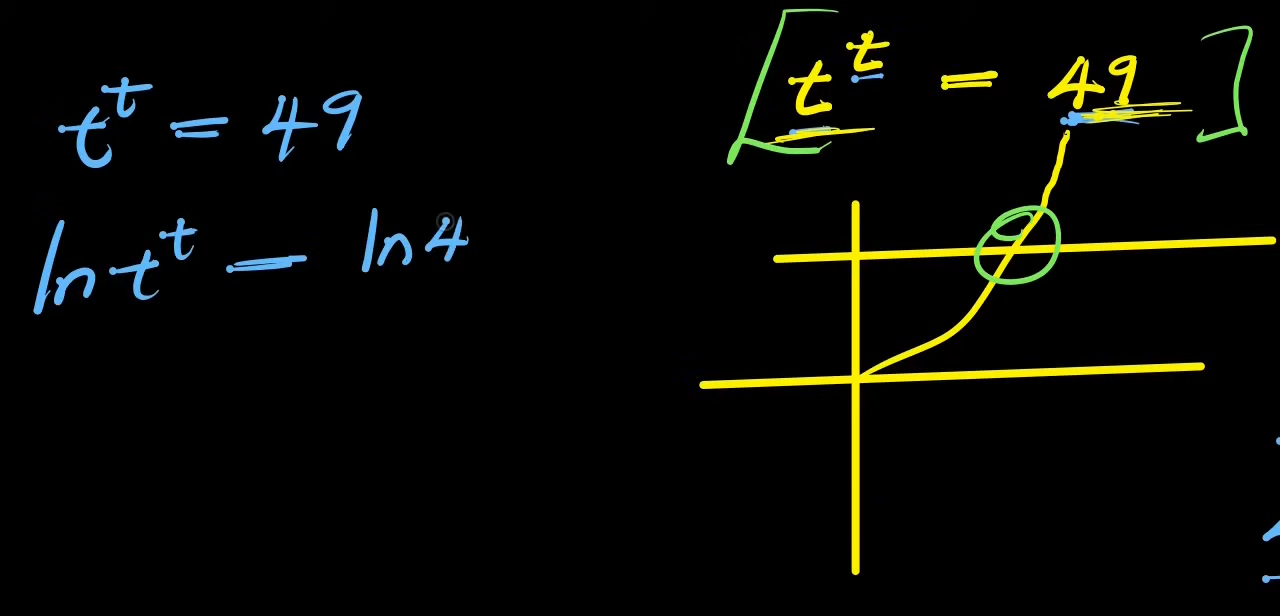 t^t = 49
ln t^t = ln 4
[t^t = 49]